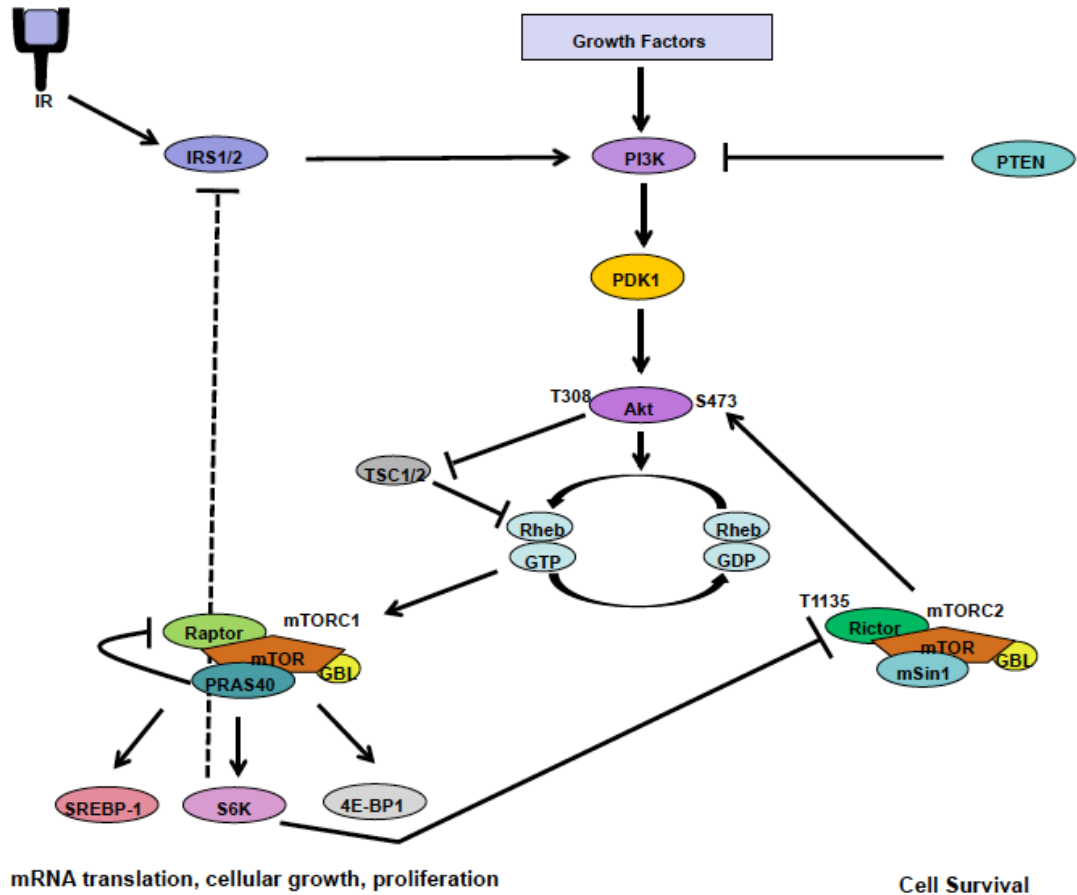 Growth Factors
IR
IRS1/2
PI3K
PTEN
PDK1
T308
Akt
S473
TSC1/2
Rheb
GTP
Rheb
GDP
mTORC1
Raptor
mTOR
GBL
PRAS40
T1135
mTORC2
Rictor
mTOR
GBL
mSin1
SREBP-1
S6K
4E-BP1
mRNA translation, cellular growth, proliferation
Cell Survival